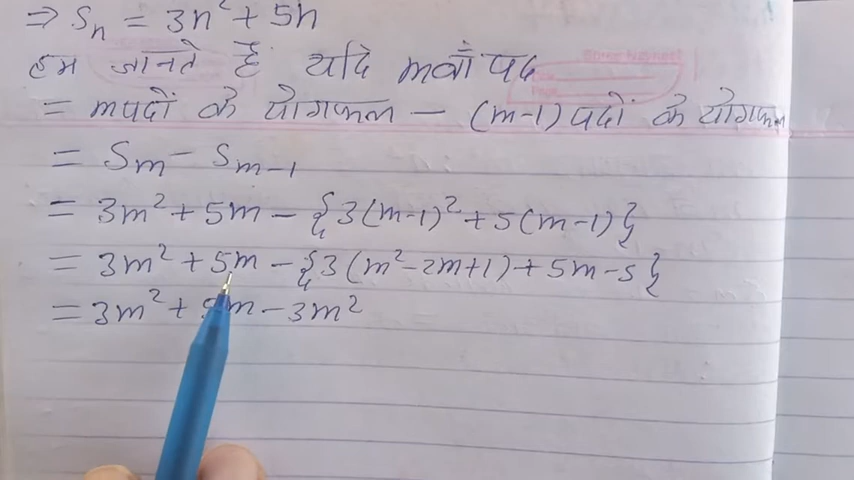 ⇒ Sₙ = 3n² + 5n
हम जानते हैं यदि mवाँ पद
= mपदों के योगफल – (m-1) पदों के योगफल
= Sₘ – Sₘ₋₁
= 3m² + 5m – {3(m-1)² + 5(m-1)}
= 3m² + 5m – {3(m²-2m+1) + 5m-5}
= 3m² + 5m – 3m²